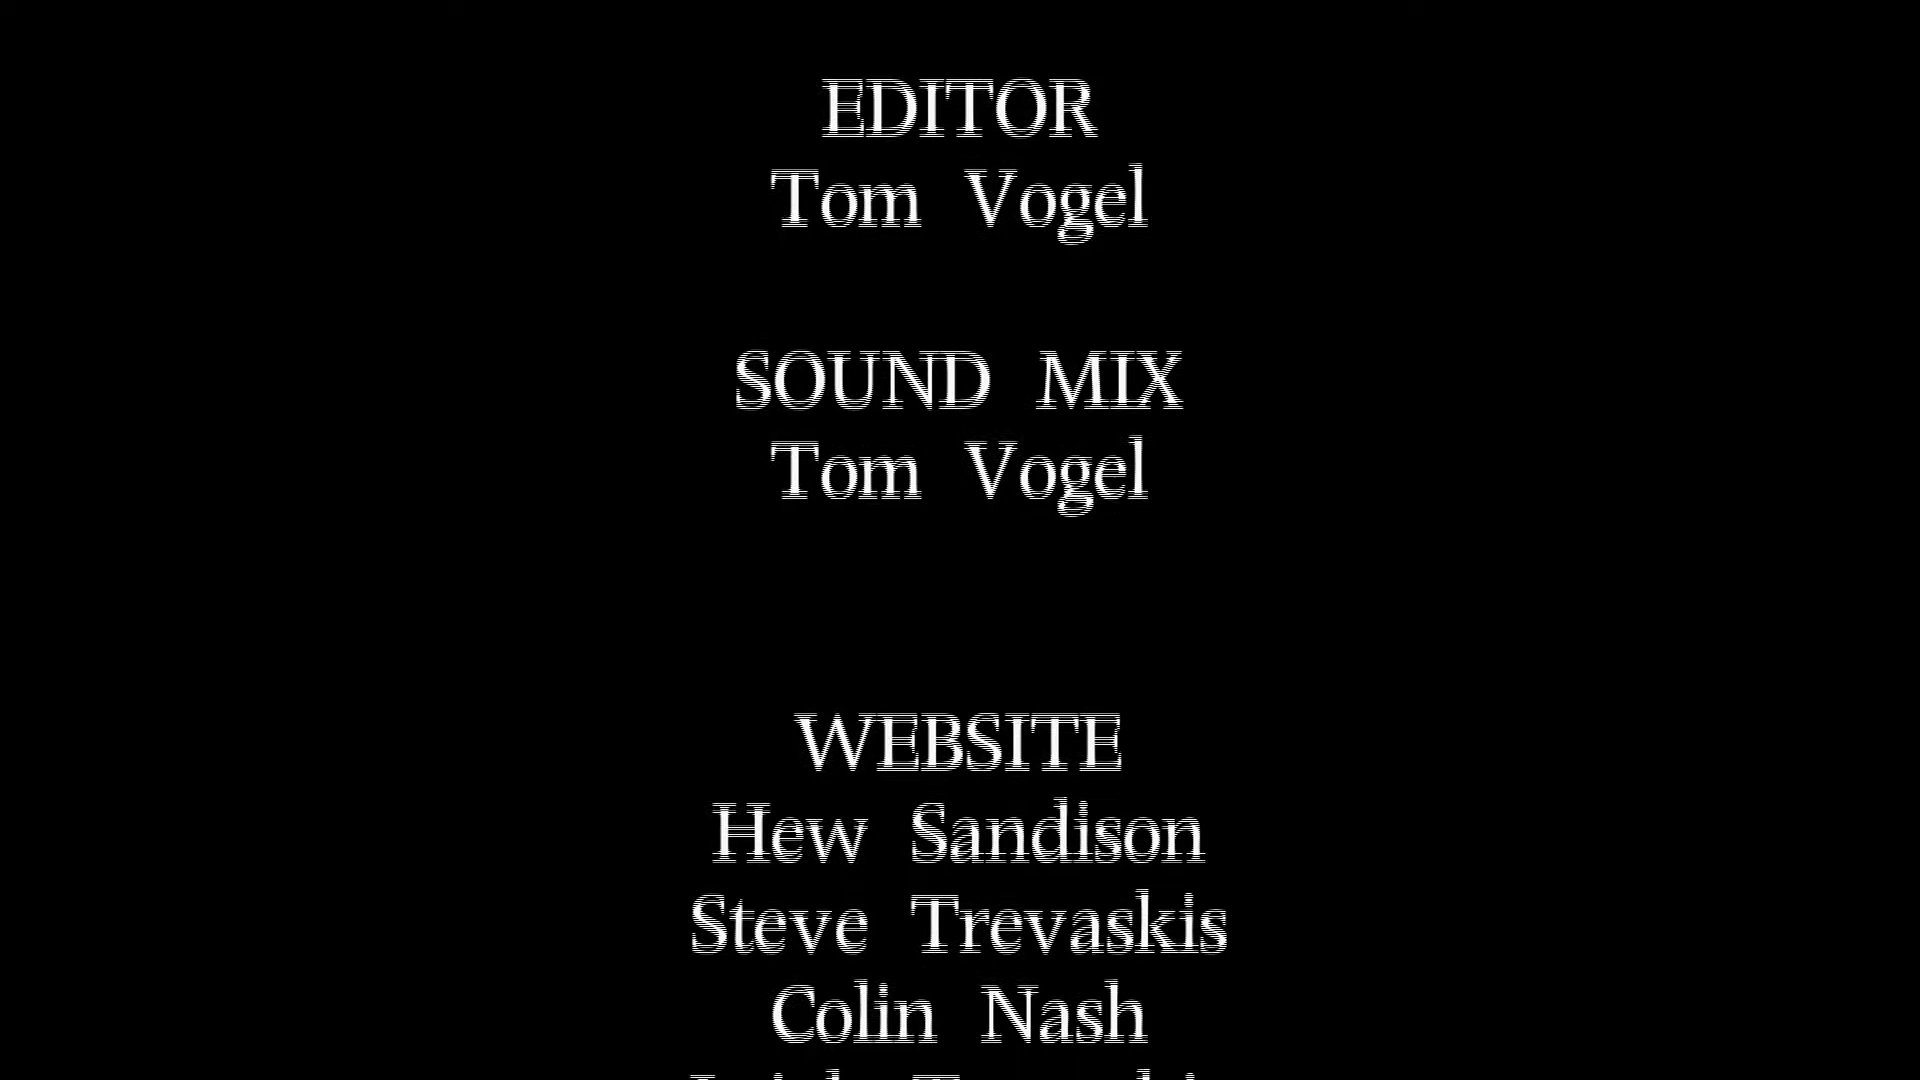 EDITOR
Tom Vogel
SOUND MIX
Tom Vogel
WEBSITE
Hew Sandison
Steve Trevaskis
Colin Nash